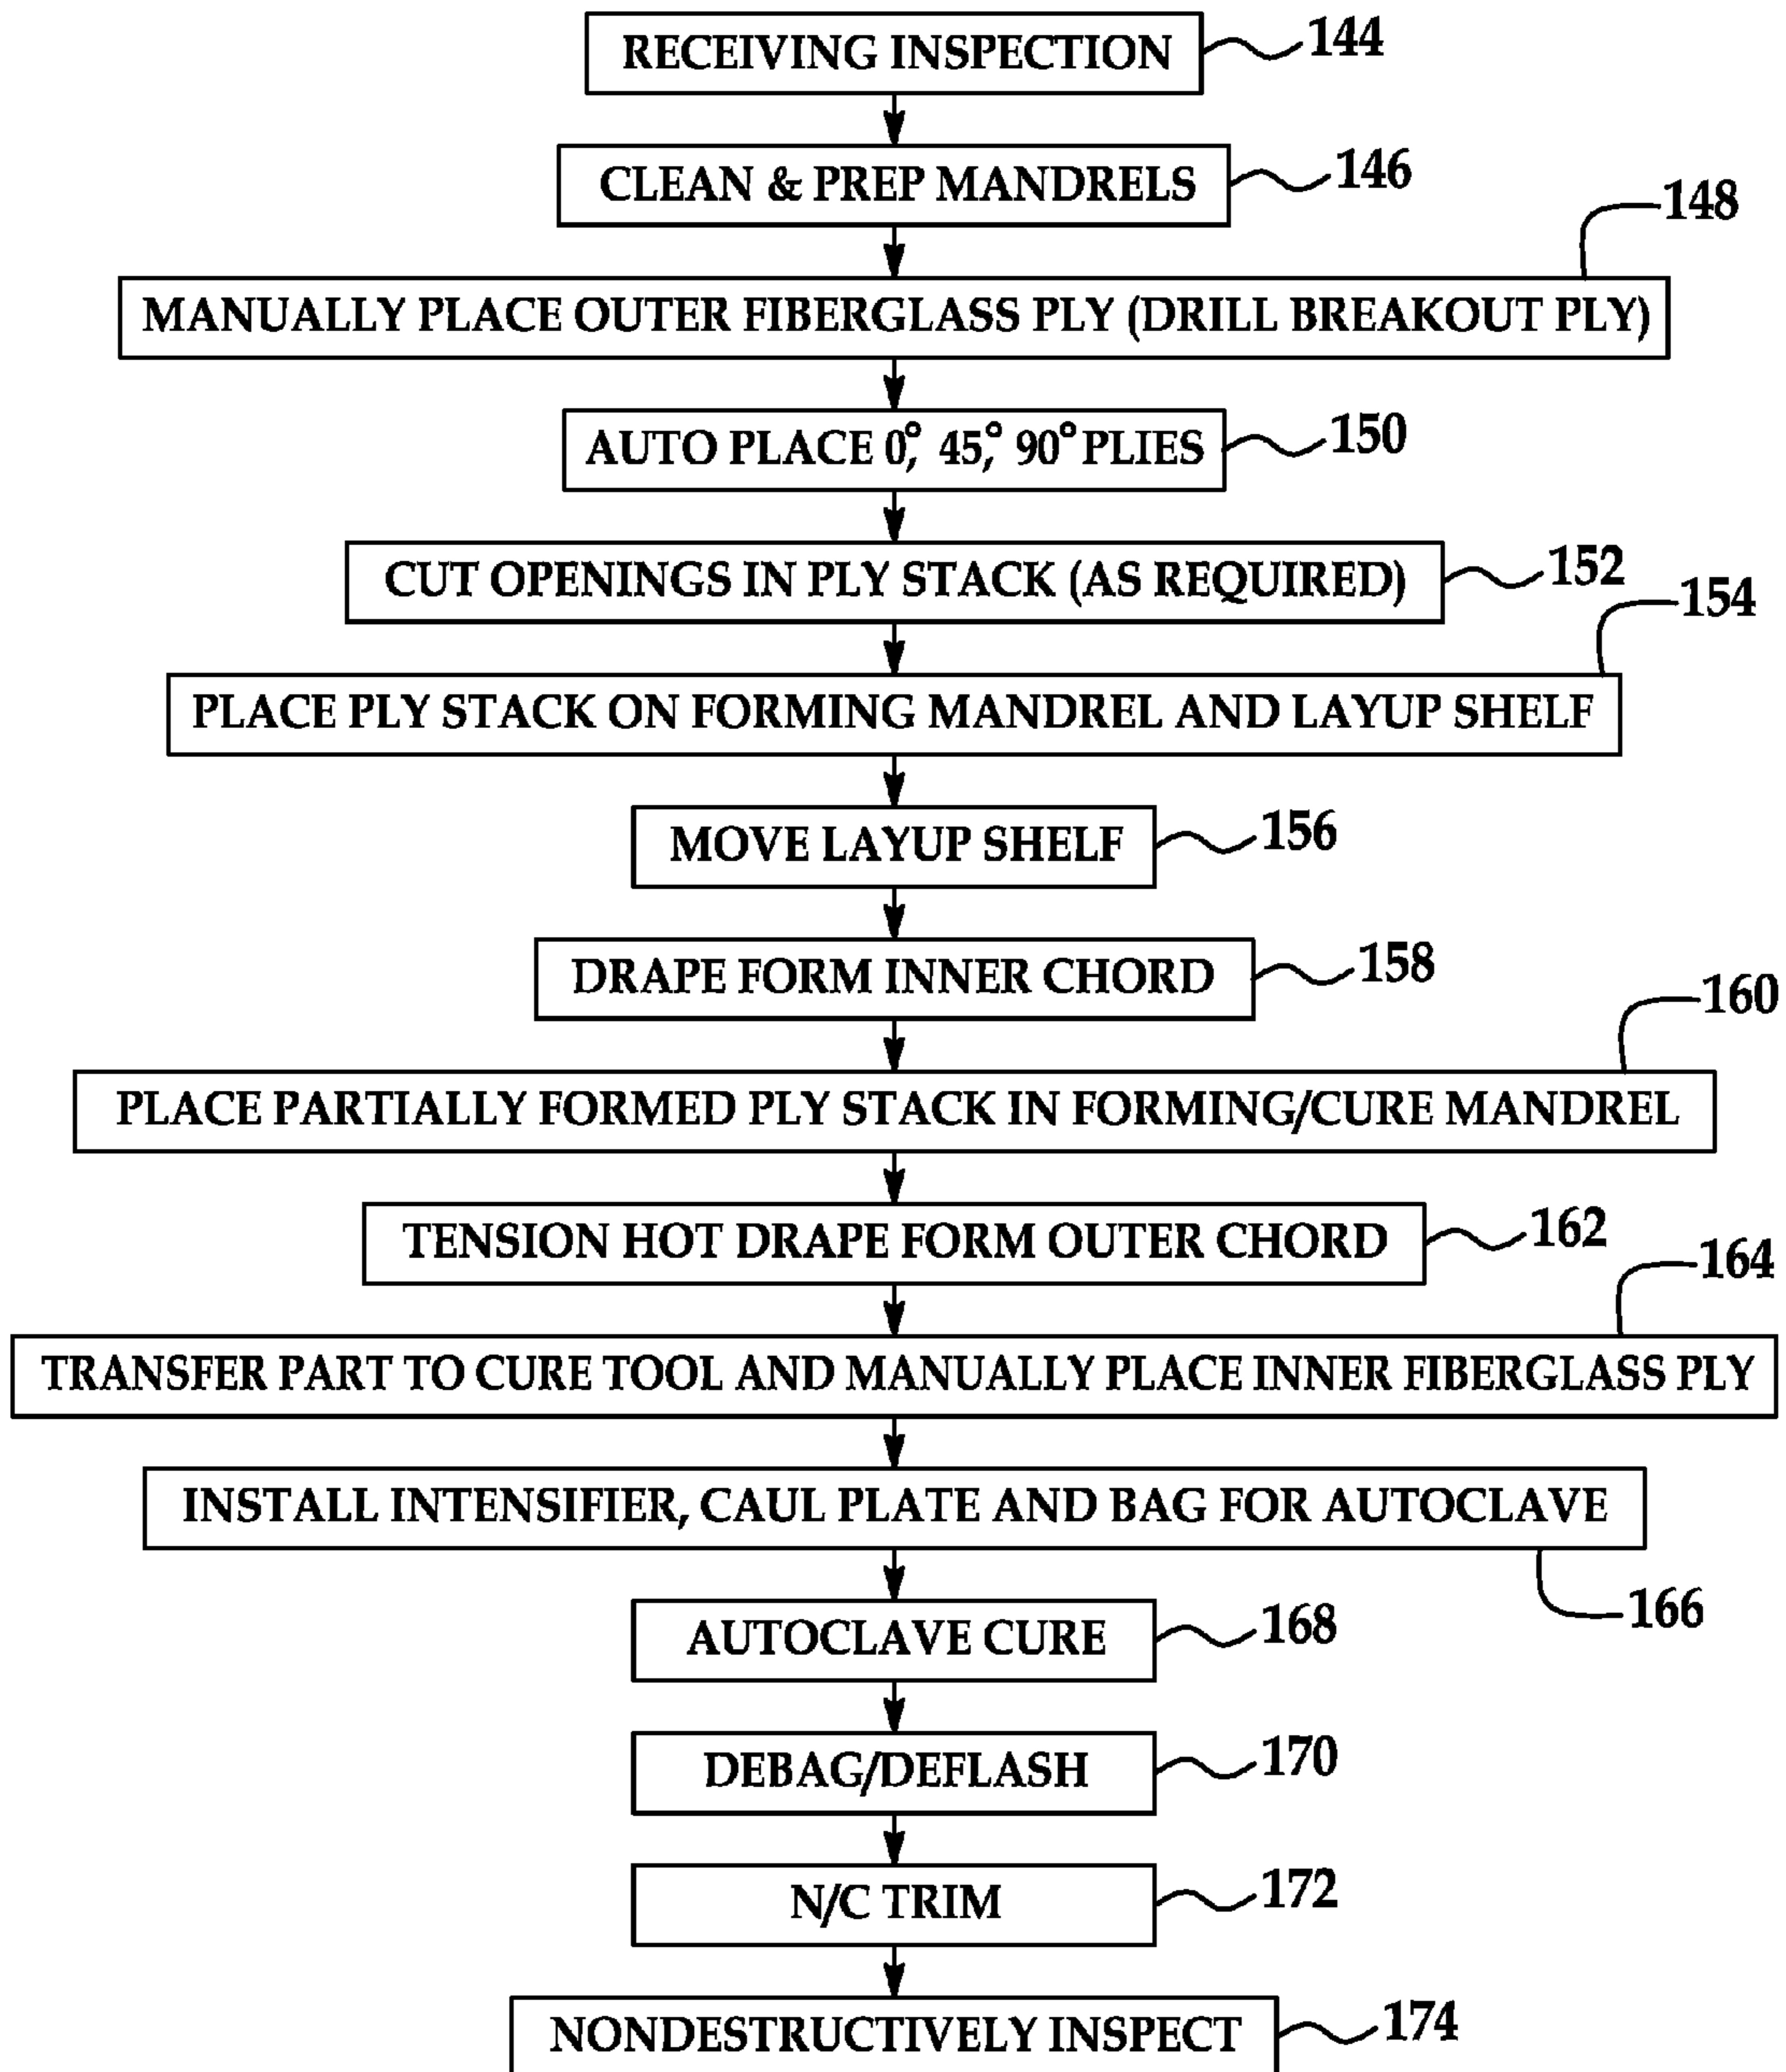 RECEIVING INSPECTION
144
CLEAN & PREP MANDRELS
146
148
MANUALLY PLACE OUTER FIBERGLASS PLY (DRILL BREAKOUT PLY)
AUTO PLACE 0°, 45°, 90° PLIES
150
CUT OPENINGS IN PLY STACK (AS REQUIRED)
152
154
PLACE PLY STACK ON FORMING MANDREL AND LAYUP SHELF
MOVE LAYUP SHELF
156
DRAPE FORM INNER CHORD
158
160
PLACE PARTIALLY FORMED PLY STACK IN FORMING/CURE MANDREL
TENSION HOT DRAPE FORM OUTER CHORD
162
164
TRANSFER PART TO CURE TOOL AND MANUALLY PLACE INNER FIBERGLASS PLY
INSTALL INTENSIFIER, CAUL PLATE AND BAG FOR AUTOCLAVE
166
AUTOCLAVE CURE
168
DEBAG/DEFLASH
170
N/C TRIM
172
NONDESTRUCTIVELY INSPECT
174